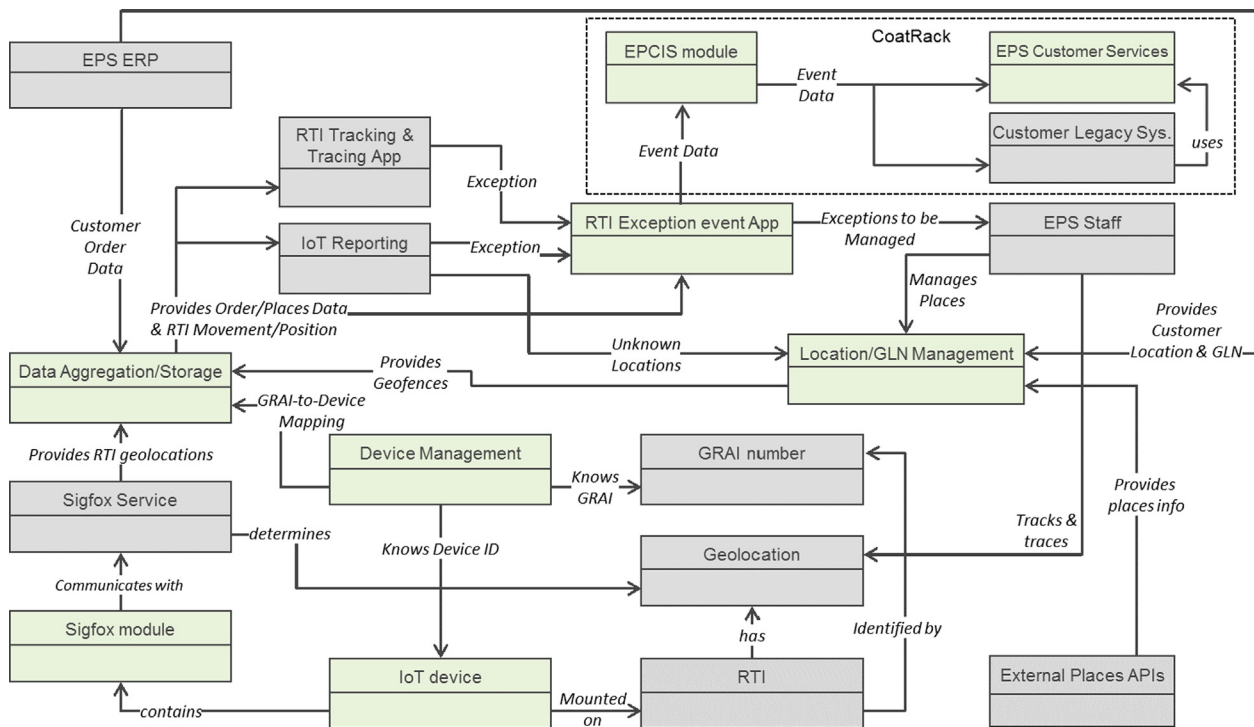 CoatRack
EPS ERP
EPCIS module
Event
Data
EPS Customer Services
RTI Tracking &
Tracing App
Event Data
Customer Legacy Sys.
uses
Exception
Customer
Order
Data
IoT Reporting
Exception
RTI Exception event App
Exceptions to be
Managed
EPS Staff
Manages
Places
Provides Order/Places Data
& RTI Movement/Position
Provides
Customer
Location & GLN
Unknown
Locations
Data Aggregation/Storage
Provides
Geofences
Location/GLN Management
GRAI-to-Device
Mapping
Provides RTI geolocations
Device Management
Knows
GRAI
GRAI number
Provides
places info
Sigfox Service
determines
Knows Device ID
Geolocation
Tracks &
traces
Communicates with
Sigfox module
has
Identified by
IoT device
Mounted
on
RTI
External Places APIs
contains